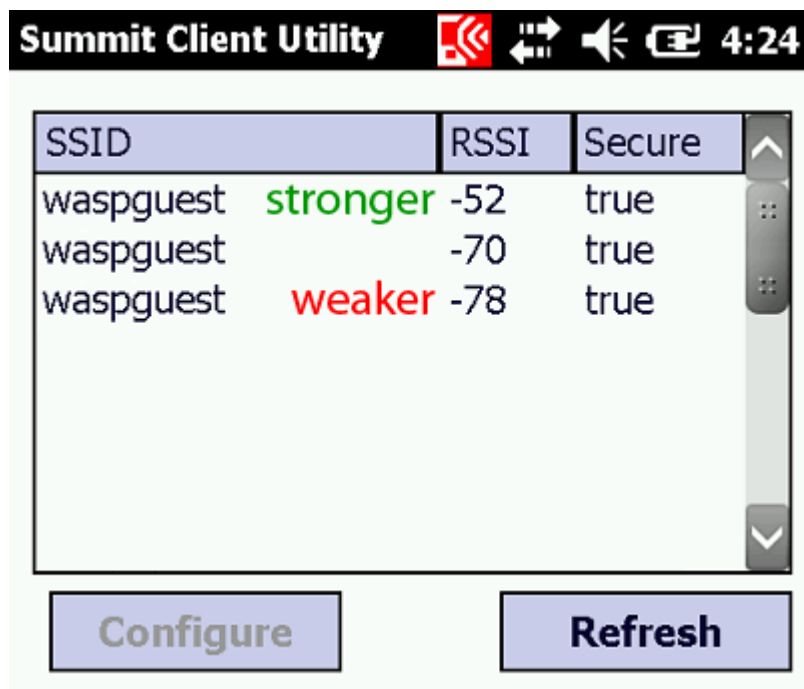 Summit Client Utility 4:24
SSID RSSI Secure
waspguest stronger -52 true
waspguest -70 true
waspguest weaker -78 true
Configure Refresh